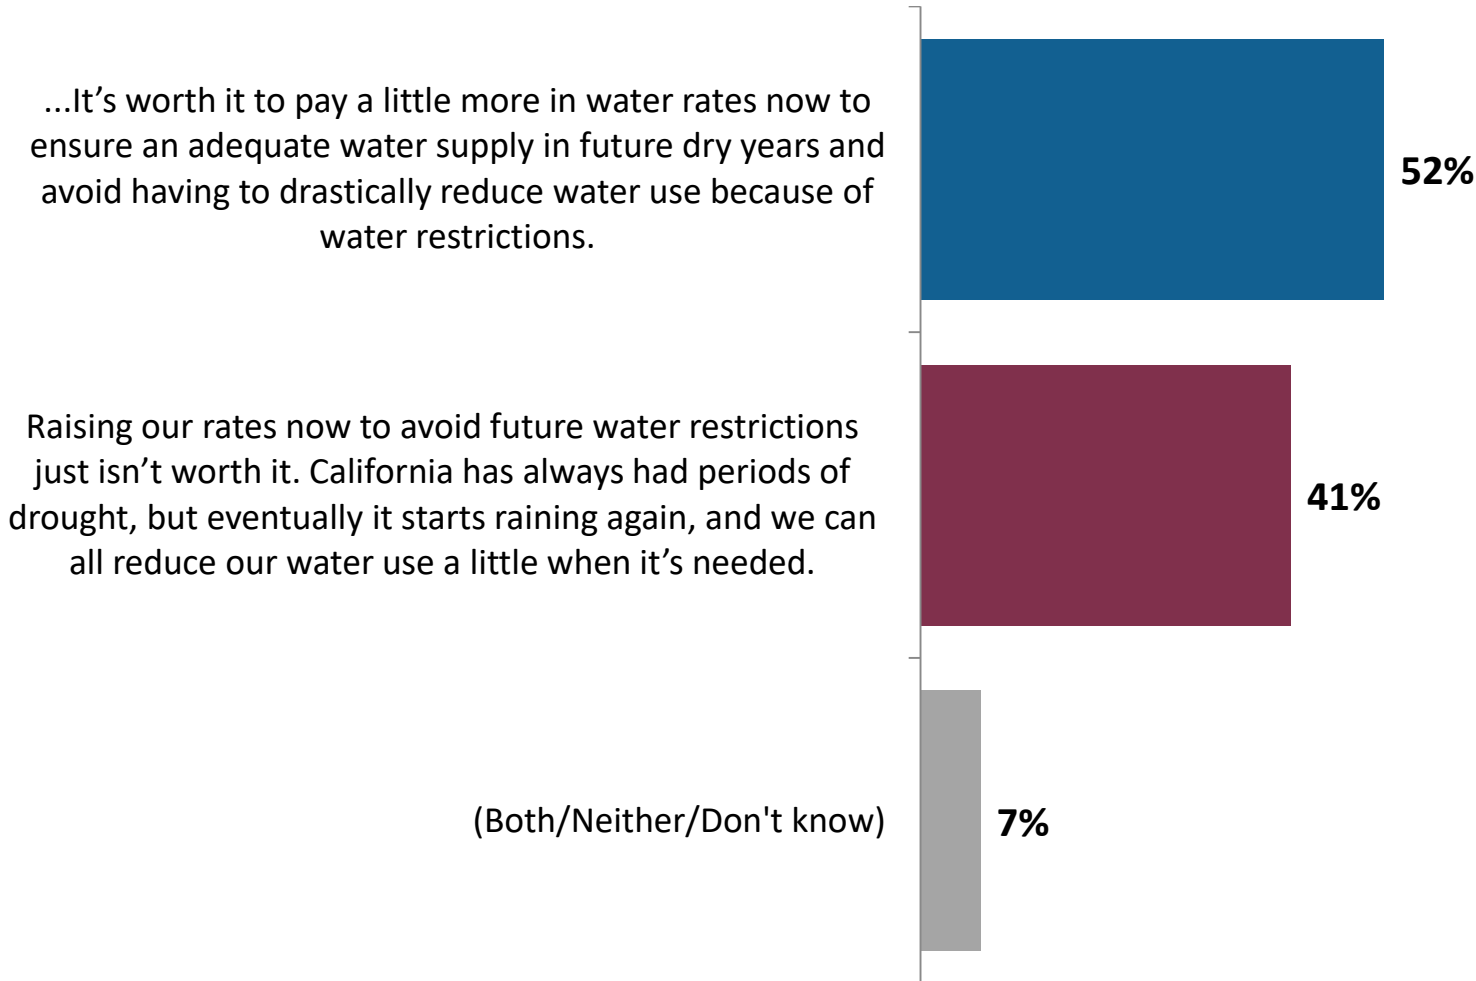 ...It’s worth it to pay a little more in water rates now to
ensure an adequate water supply in future dry years and
avoid having to drastically reduce water use because of
water restrictions.
52%
Raising our rates now to avoid future water restrictions
just isn’t worth it. California has always had periods of
drought, but eventually it starts raining again, and we can
all reduce our water use a little when it’s needed.
41%
(Both/Neither/Don't know)
7%